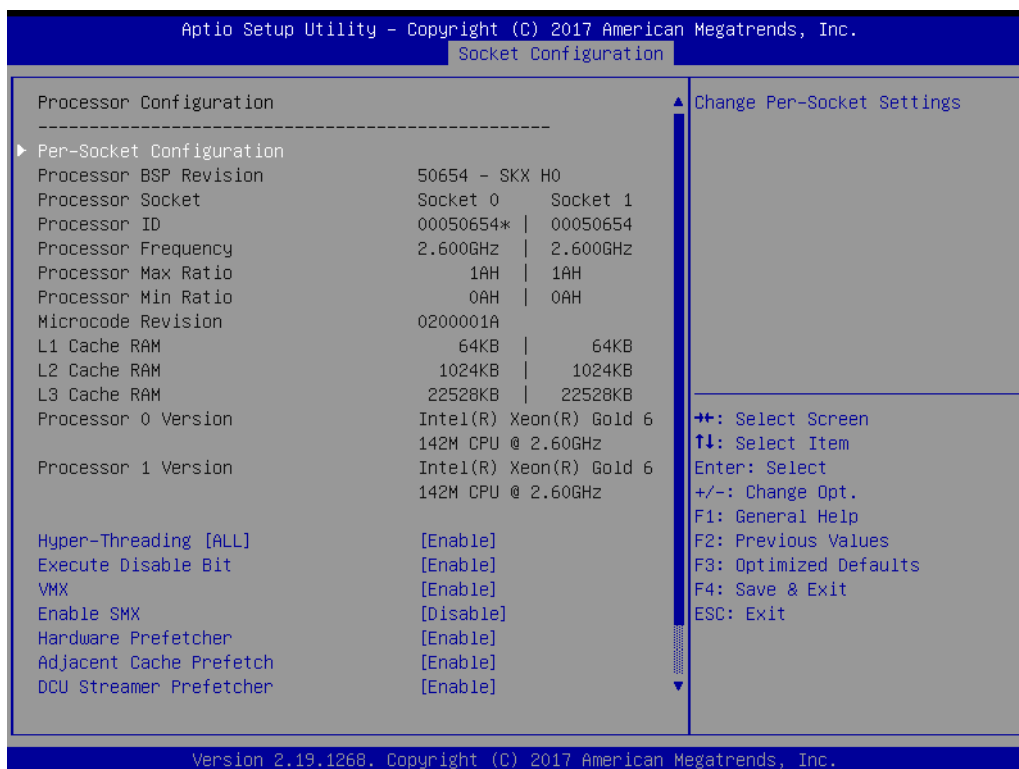 Aptio Setup Utility – Copyright (C) 2017 American Megatrends, Inc.
Socket Configuration
Processor Configuration
--------------------------------------------------
Per-Socket Configuration
Processor BSP Revision 50654 - SKX H0
Processor Socket Socket 0 Socket 1
Processor ID 00050654* | 00050654
Processor Frequency 2.600GHz | 2.600GHz
Processor Max Ratio 1AH | 1AH
Processor Min Ratio 0AH | 0AH
Microcode Revision 0200001A
L1 Cache RAM 64KB | 64KB
L2 Cache RAM 1024KB | 1024KB
L3 Cache RAM 22528KB | 22528KB
Processor 0 Version Intel(R) Xeon(R) Gold 6
142M CPU @ 2.60GHz
Processor 1 Version Intel(R) Xeon(R) Gold 6
142M CPU @ 2.60GHz
Hyper-Threading [ALL] [Enable]
Execute Disable Bit [Enable]
VMX [Enable]
Enable SMX [Disable]
Hardware Prefetcher [Enable]
Adjacent Cache Prefetch [Enable]
DCU Streamer Prefetcher [Enable]
Change Per-Socket Settings
→←: Select Screen
↑↓: Select Item
Enter: Select
+/-: Change Opt.
F1: General Help
F2: Previous Values
F3: Optimized Defaults
F4: Save & Exit
ESC: Exit
Version 2.19.1268. Copyright (C) 2017 American Megatrends, Inc.